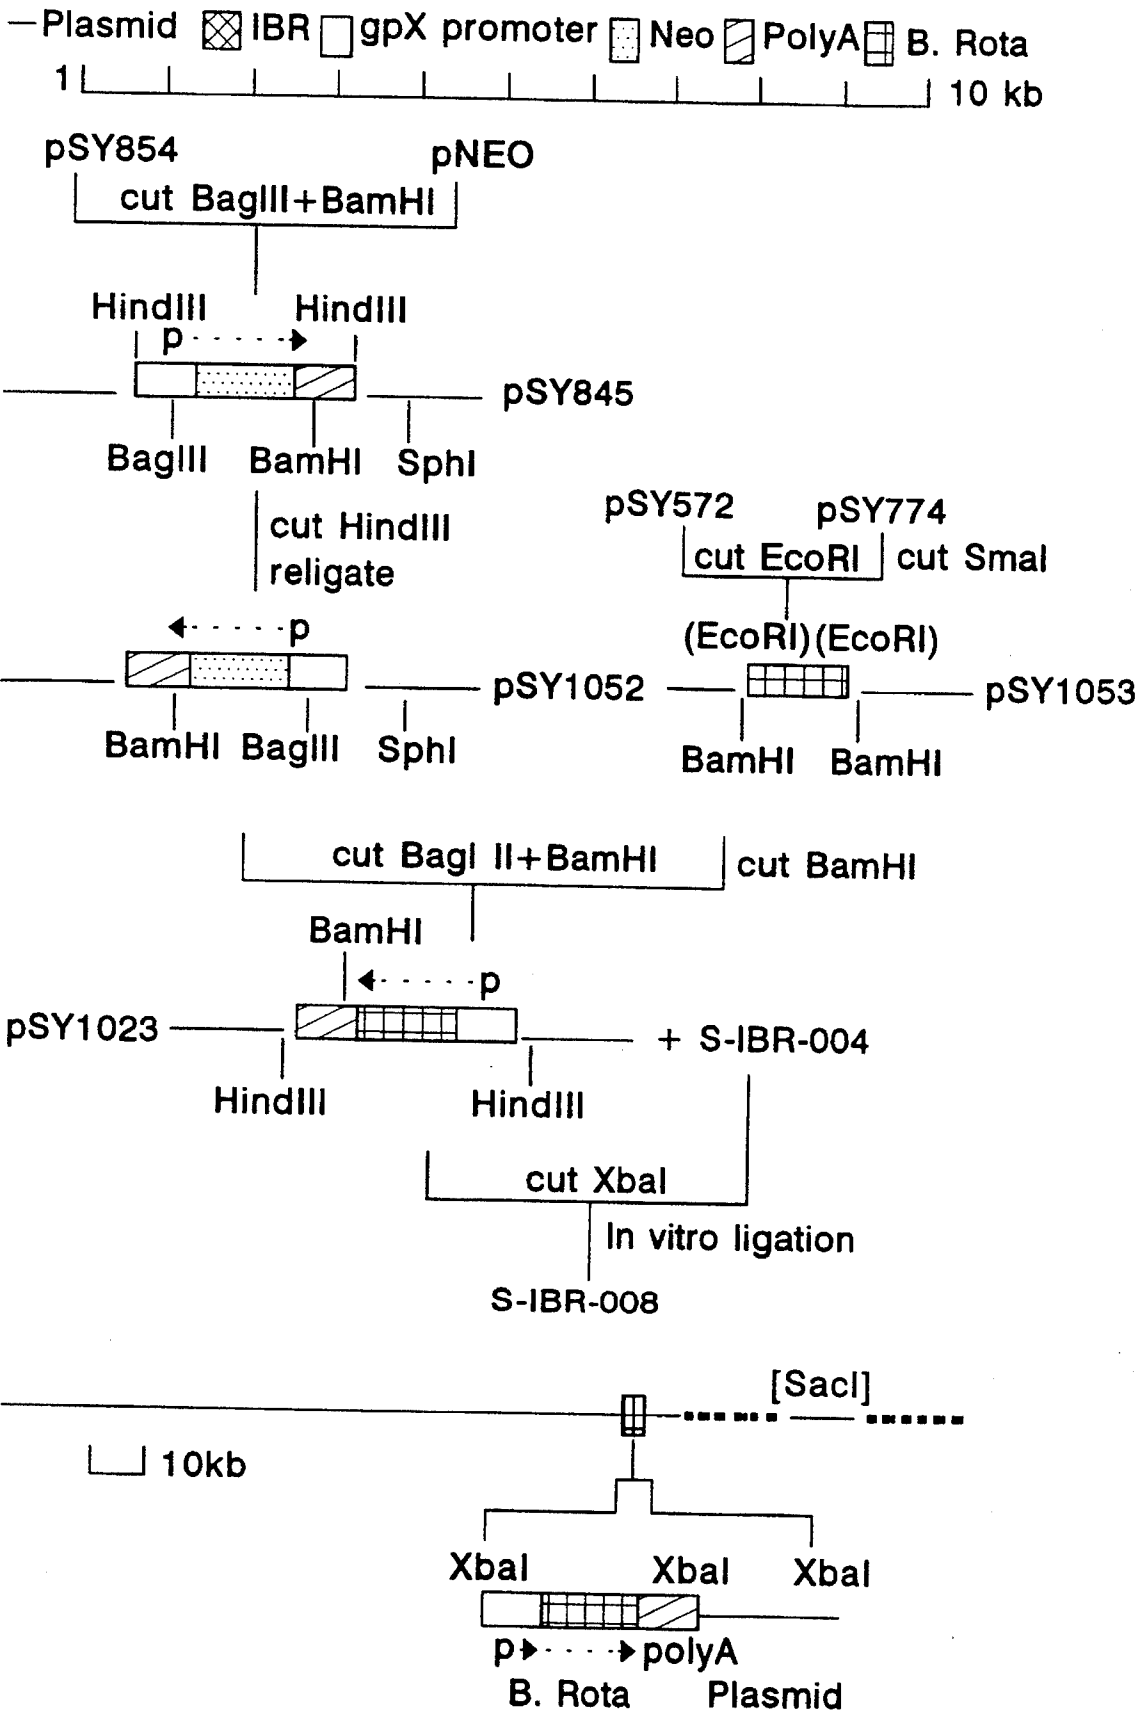 Plasmid IBR gpX promoter Neo PolyA B. Rota
1 10 kb
pSY854 pNEO
cut BagIII+BamHI
HindIII HindIII
p
pSY845
BagIII BamHI SphI
pSY572 pSY774
cut HindIII
religate
cut EcoRI cut SmaI
p
(EcoRI) (EcoRI)
pSY1052 pSY1053
BamHI BagIII SphI BamHI BamHI
cut BagI II+BamHI cut BamHI
BamHI
p
pSY1023 + S-IBR-004
HindIII HindIII
cut XbaI
In vitro ligation
S-IBR-008
[SacI]
10kb
XbaI XbaI XbaI
p polyA
B. Rota Plasmid